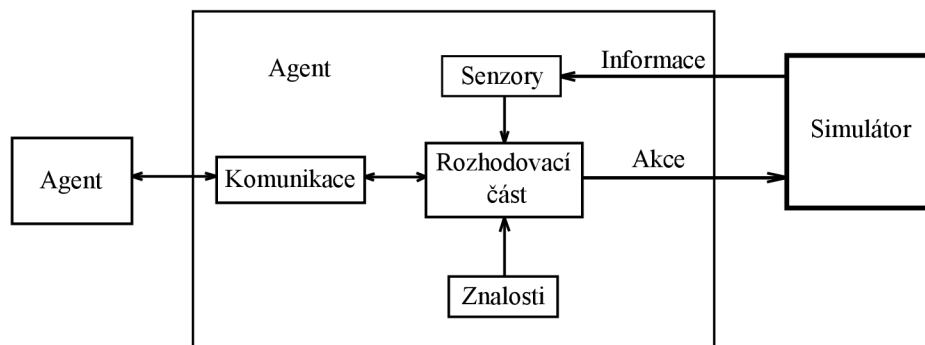 Agent
Senzory
Informace
Simulátor
Agent
Komunikace
Rozhodovací
část
Akce
Znalosti